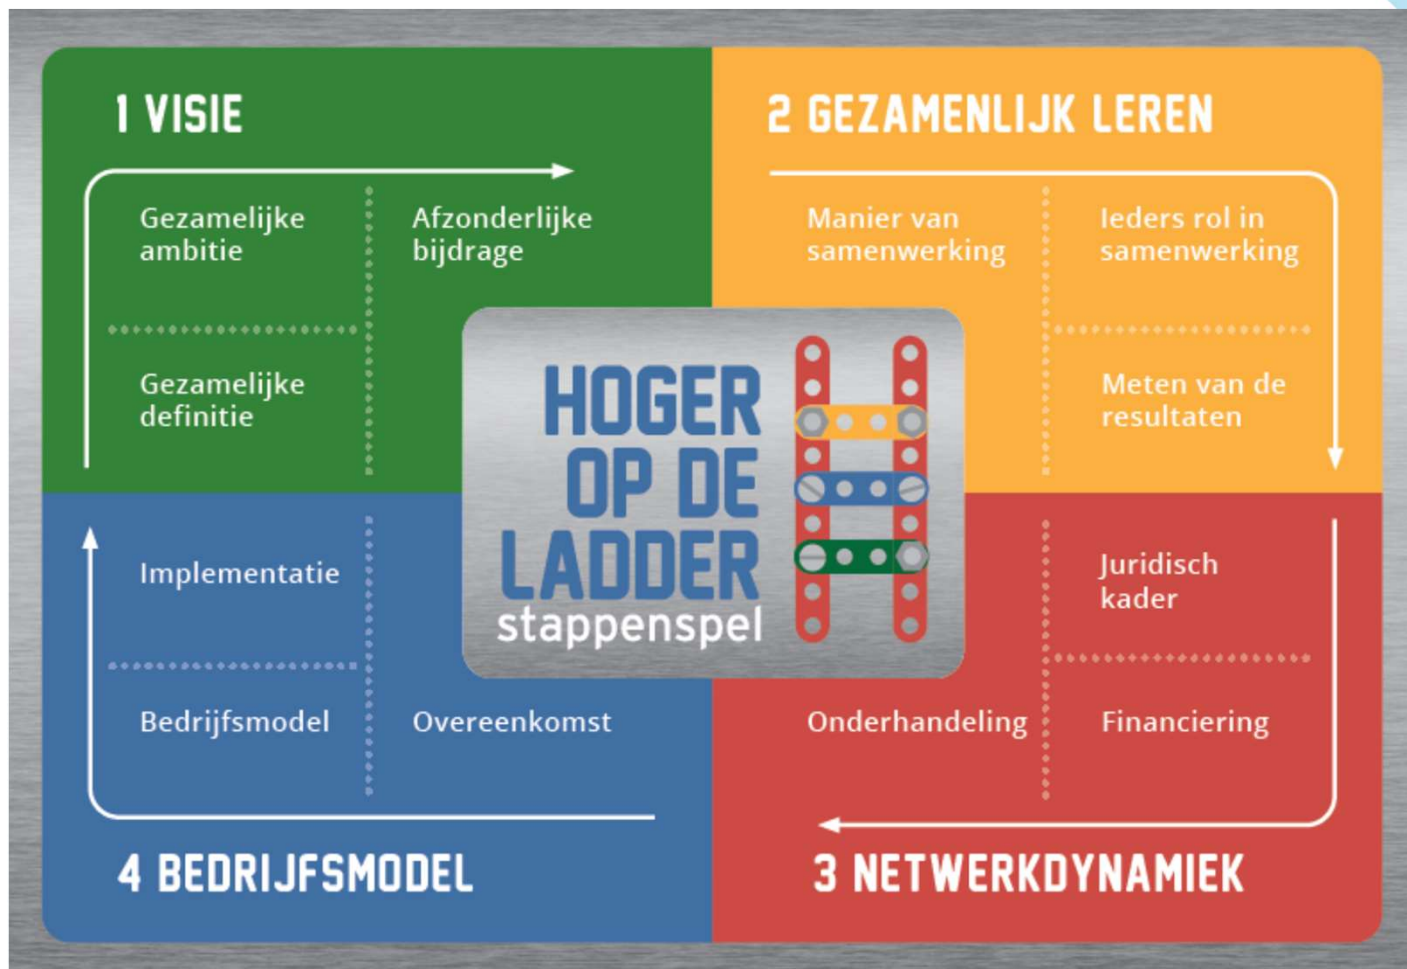 1 VISIE
Gezamelijke
ambitie
Afzonderlijke
bijdrage
Gezamelijke
definitie
2 GEZAMENLIJK LEREN
Manier van
samenwerking
Ieders rol in
samenwerking
Meten van de
resultaten
HOGER
OP DE
LADDER
stappenspel
Juridisch
kader
Financiering
Onderhandeling
3 NETWERKDYNAMIEK
Implementatie
Bedrijfsmodel
Overeenkomst
4 BEDRIJFSMODEL